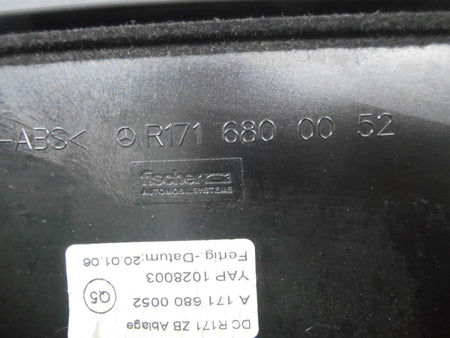 -ABS< R171 680 00 52
fischer
AUTOMOBILSYSTEME
DC R171 ZB Ablage
A 171 680 0052
YAP 1028003
Fertig.-Datum:20.01.06
Q5